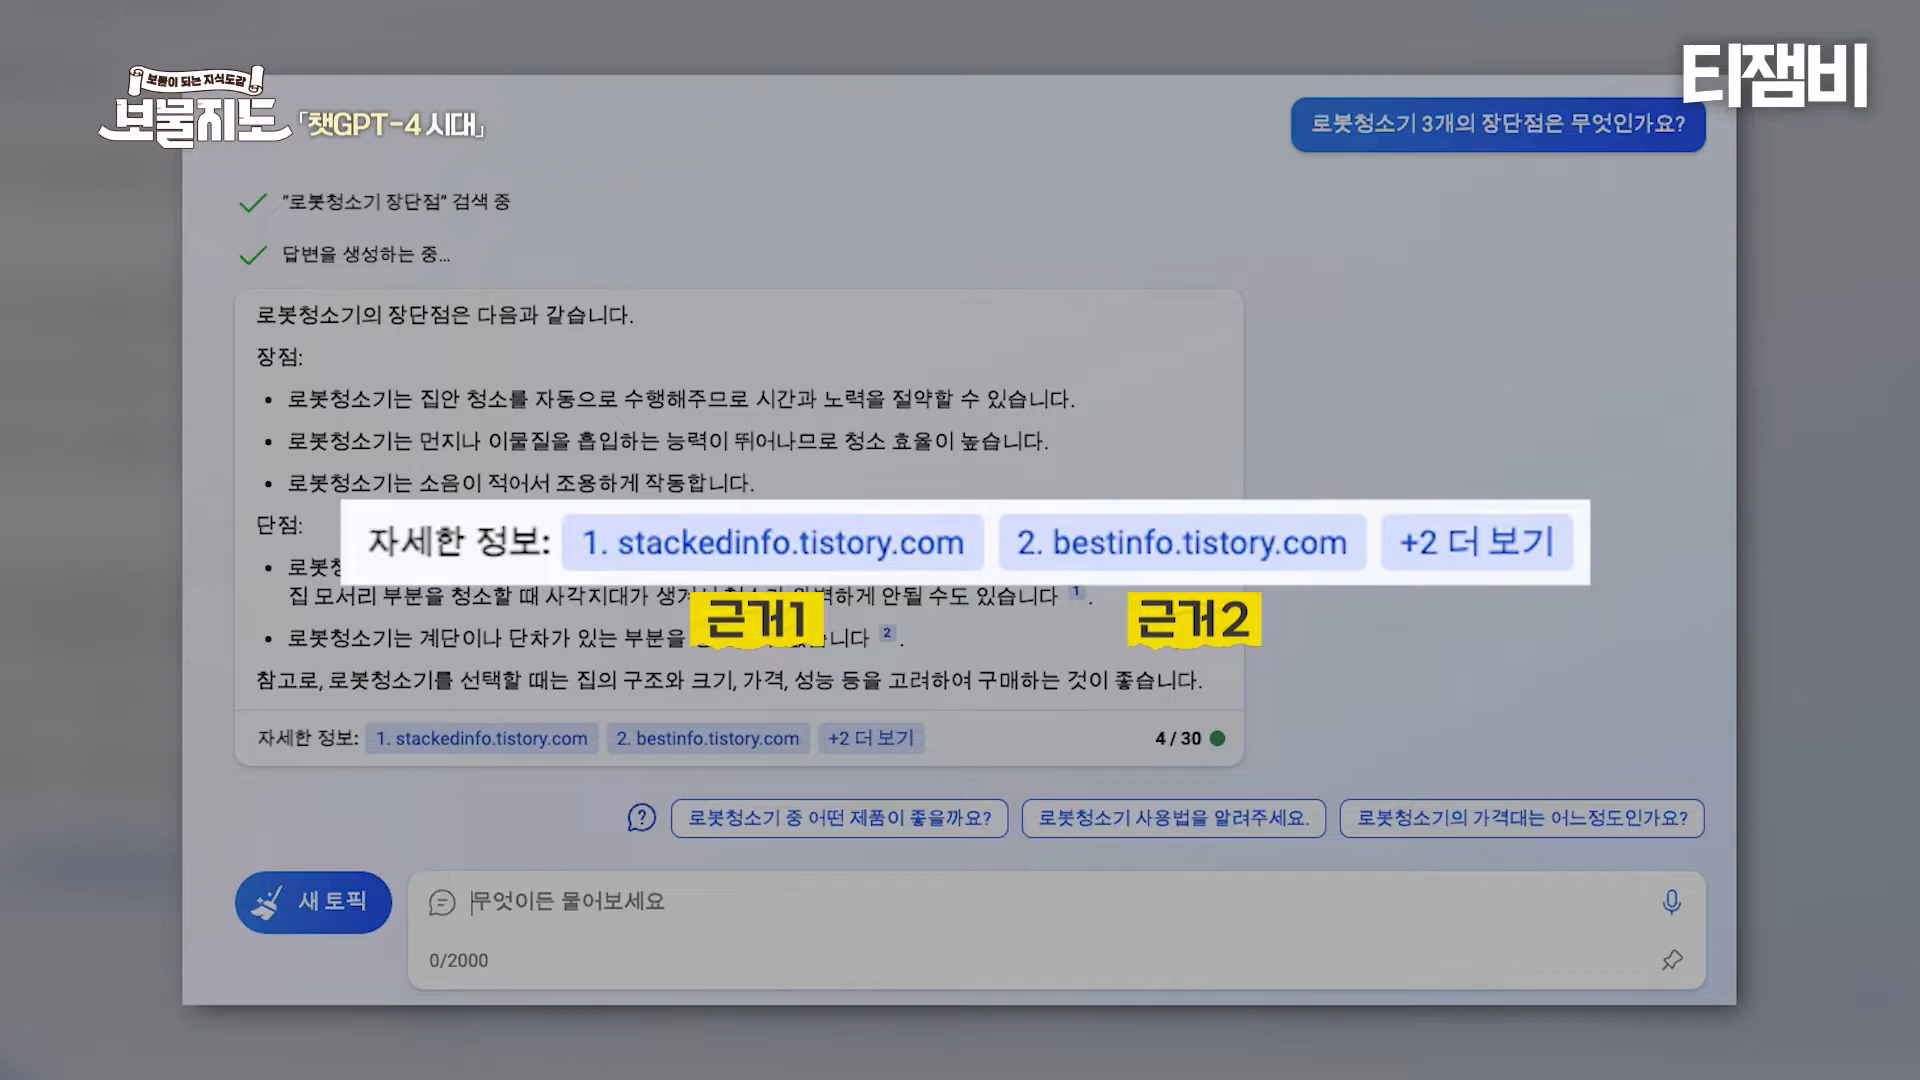 티잼비
보물이 되는 지식도감
보물지도
「챗GPT-4 시대」
로봇청소기 3개의 장단점은 무엇인가요?
"로봇청소기 장단점" 검색 중
답변을 생성하는 중...
로봇청소기의 장단점은 다음과 같습니다.
장점:
• 로봇청소기는 집안 청소를 자동으로 수행해주므로 시간과 노력을 절약할 수 있습니다.
• 로봇청소기는 먼지나 이물질을 흡입하는 능력이 뛰어나므로 청소 효율이 높습니다.
• 로봇청소기는 소음이 적어서 조용하게 작동합니다.
단점:
자세한 정보: 1. stackedinfo.tistory.com 2. bestinfo.tistory.com +2 더 보기
집 모서리 부분을 청소할 때 사각지대가 안될 수도 있습니다 1.
근거1 근거2
• 로봇청소기는 계단이나 단차가 있는 부분을 2.
참고로, 로봇청소기를 선택할 때는 집의 구조와 크기, 가격, 성능 등을 고려하여 구매하는 것이 좋습니다.
자세한 정보: 1. stackedinfo.tistory.com 2. bestinfo.tistory.com +2 더 보기 4 / 30
로봇청소기 중 어떤 제품이 좋을까요? 로봇청소기 사용법을 알려주세요. 로봇청소기의 가격대는 어느정도인가요?
새 토픽
무엇이든 물어보세요
0/2000